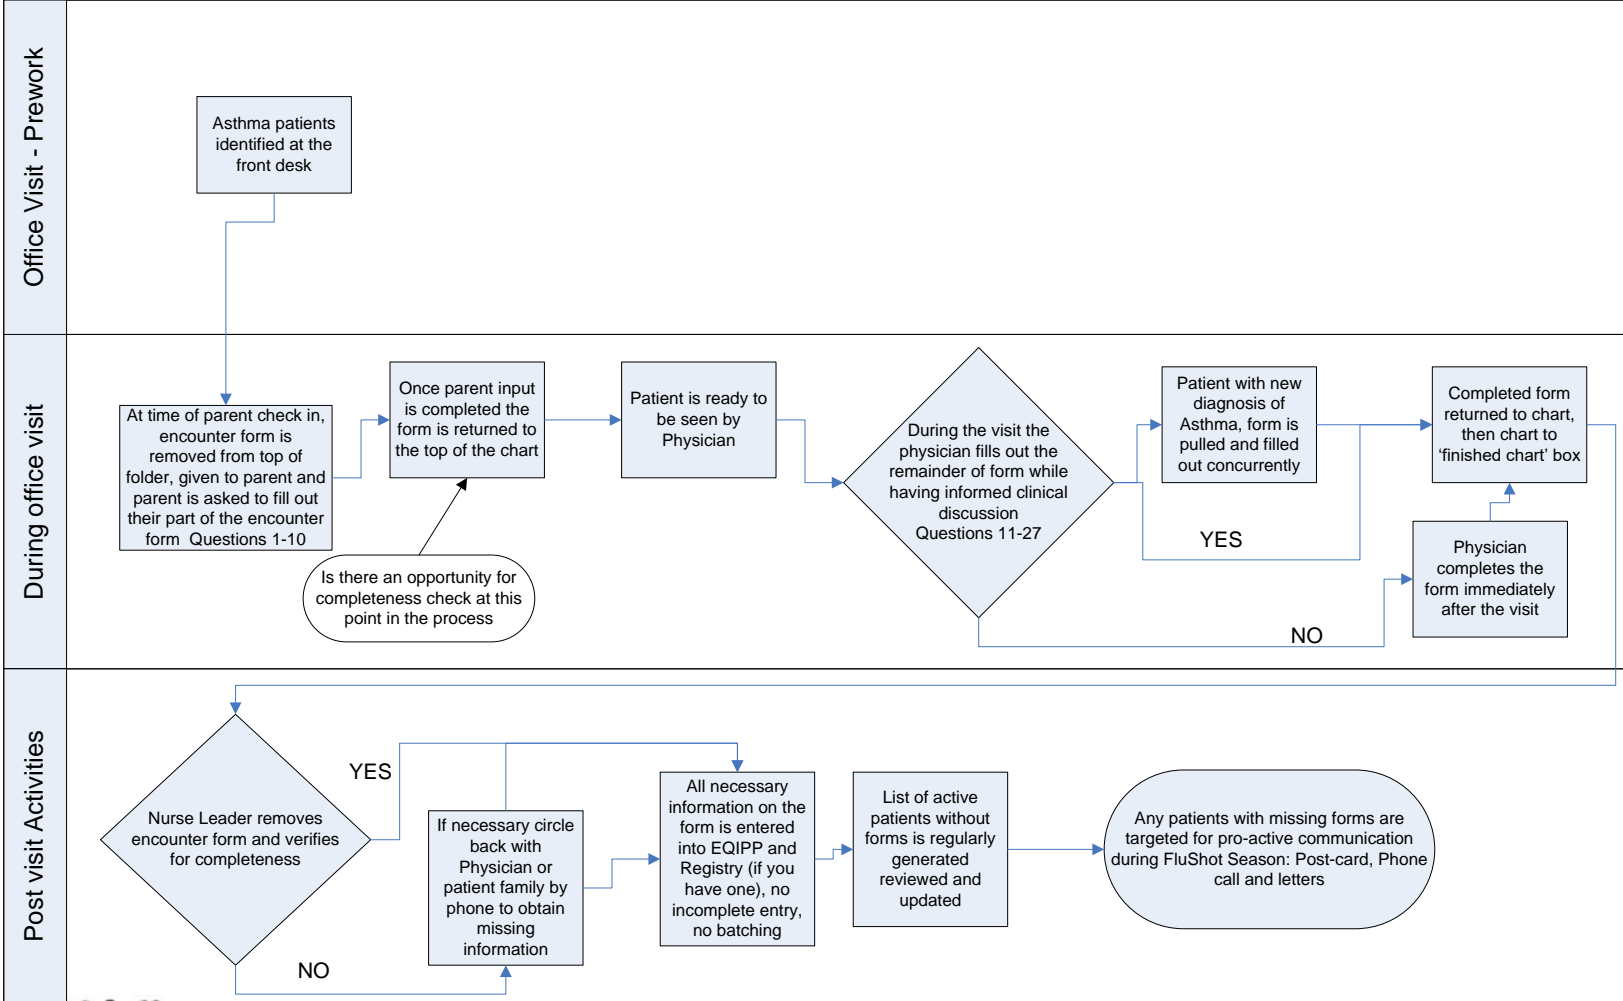 Office Visit - Prework
Asthma patients
identified at the
front desk
During office visit
At time of parent check in,
encounter form is
removed from top of
folder, given to parent and
parent is asked to fill out
their part of the encounter
form  Questions 1-10
Once parent input
is completed the
form is returned to
the top of the chart
Is there an opportunity for
completeness check at this
point in the process
Patient is ready to
be seen by
Physician
During the visit the
physician fills out the
remainder of form while
having informed clinical
discussion
Questions 11-27
Patient with new
diagnosis of
Asthma, form is
pulled and filled
out concurrently
YES
NO
Completed form
returned to chart,
then chart to
‘finished chart’ box
Physician
completes the
form immediately
after the visit
Post visit Activities
Nurse Leader removes
encounter form and verifies
for completeness
YES
NO
If necessary circle
back with
Physician or
patient family by
phone to obtain
missing
information
All necessary
information on the
form is entered
into EQIPP and
Registry (if you
have one), no
incomplete entry,
no batching
List of active
patients without
forms is regularly
generated
reviewed and
updated
Any patients with missing forms are
targeted for pro-active communication
during FluShot Season: Post-card, Phone
call and letters